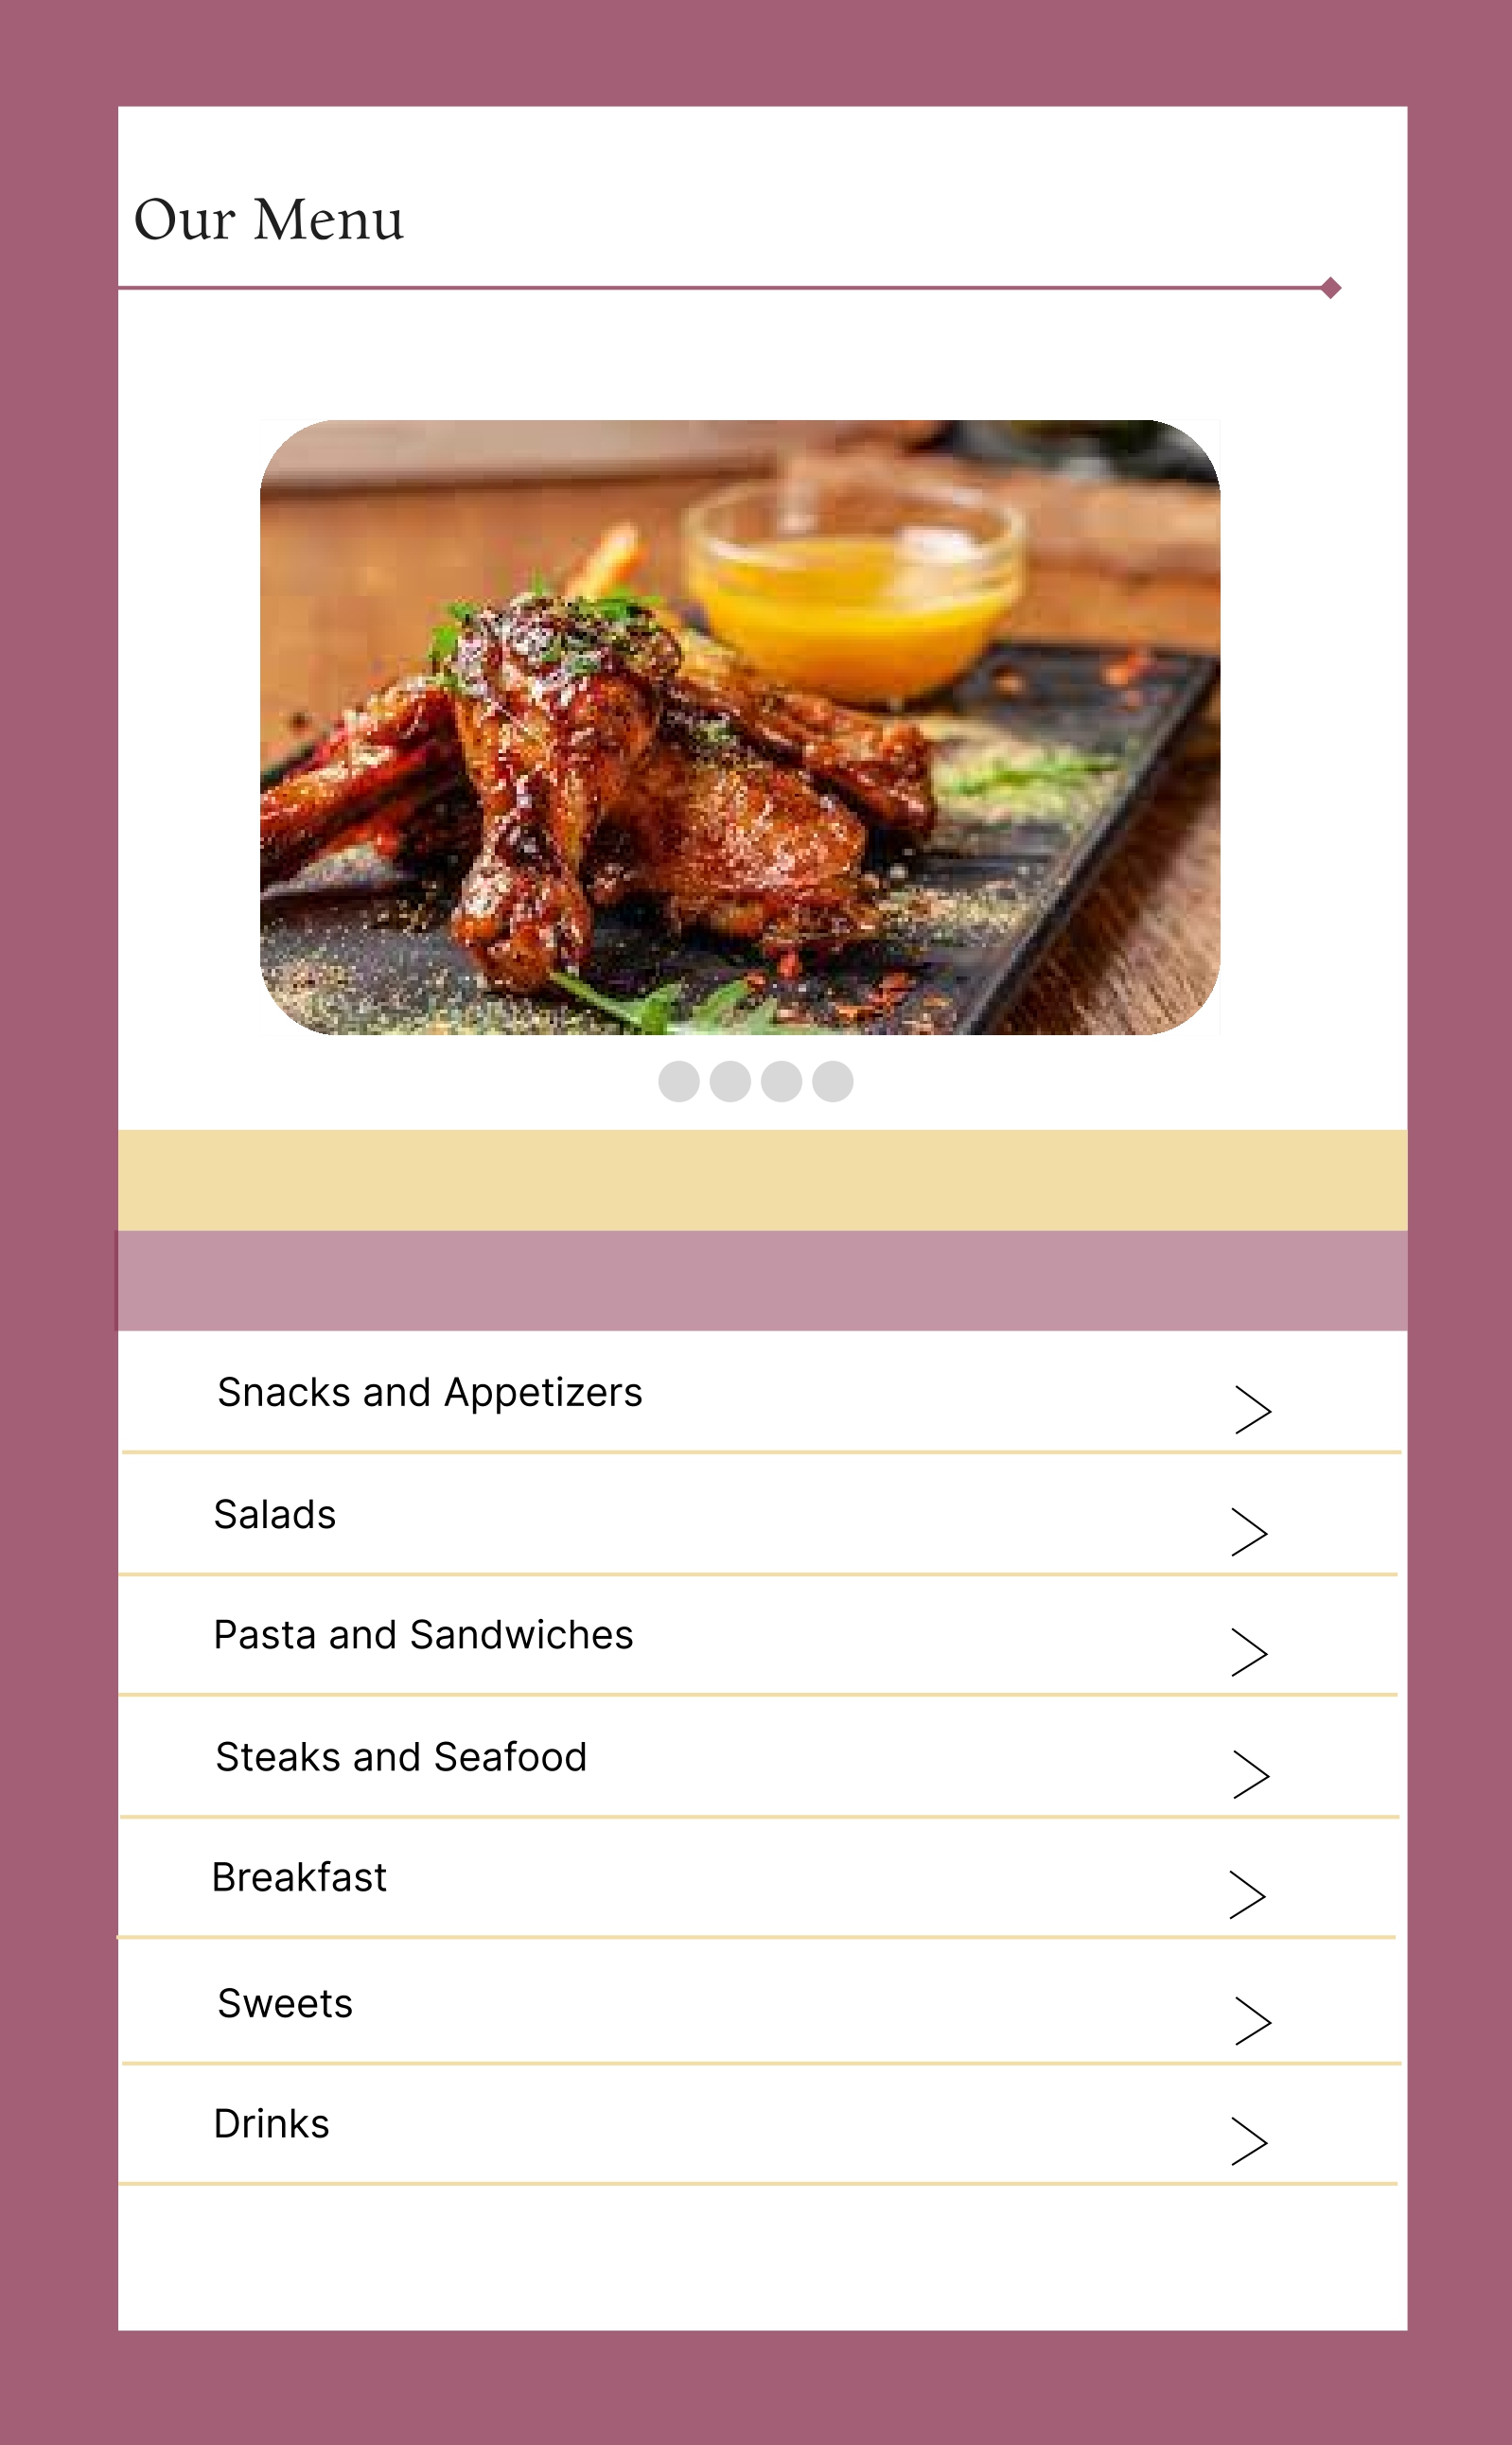 Our Menu
Snacks and Appetizers
Salads
Pasta and Sandwiches
Steaks and Seafood
Breakfast
Sweets
Drinks